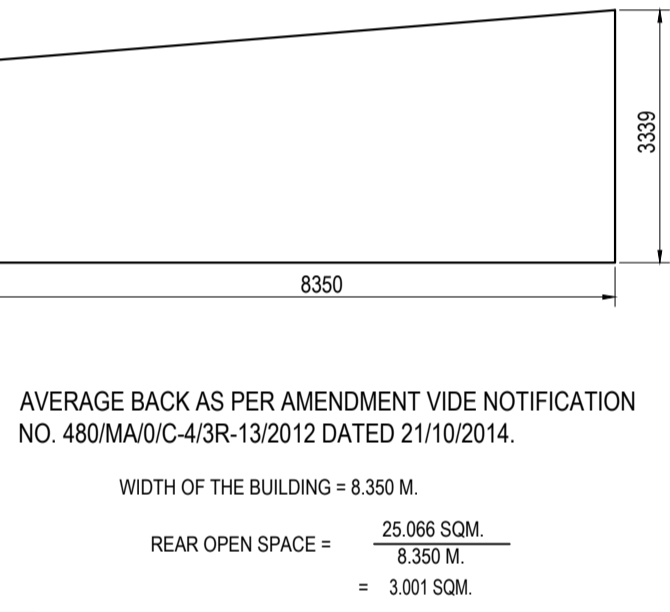 3339
8350
AVERAGE BACK AS PER AMENDMENT VIDE NOTIFICATION
NO. 480/MA/0/C-4/3R-13/2012 DATED 21/10/2014.
WIDTH OF THE BUILDING = 8.350 M.
25.066 SQM.
REAR OPEN SPACE =
8.350 M.
= 3.001 SQM.